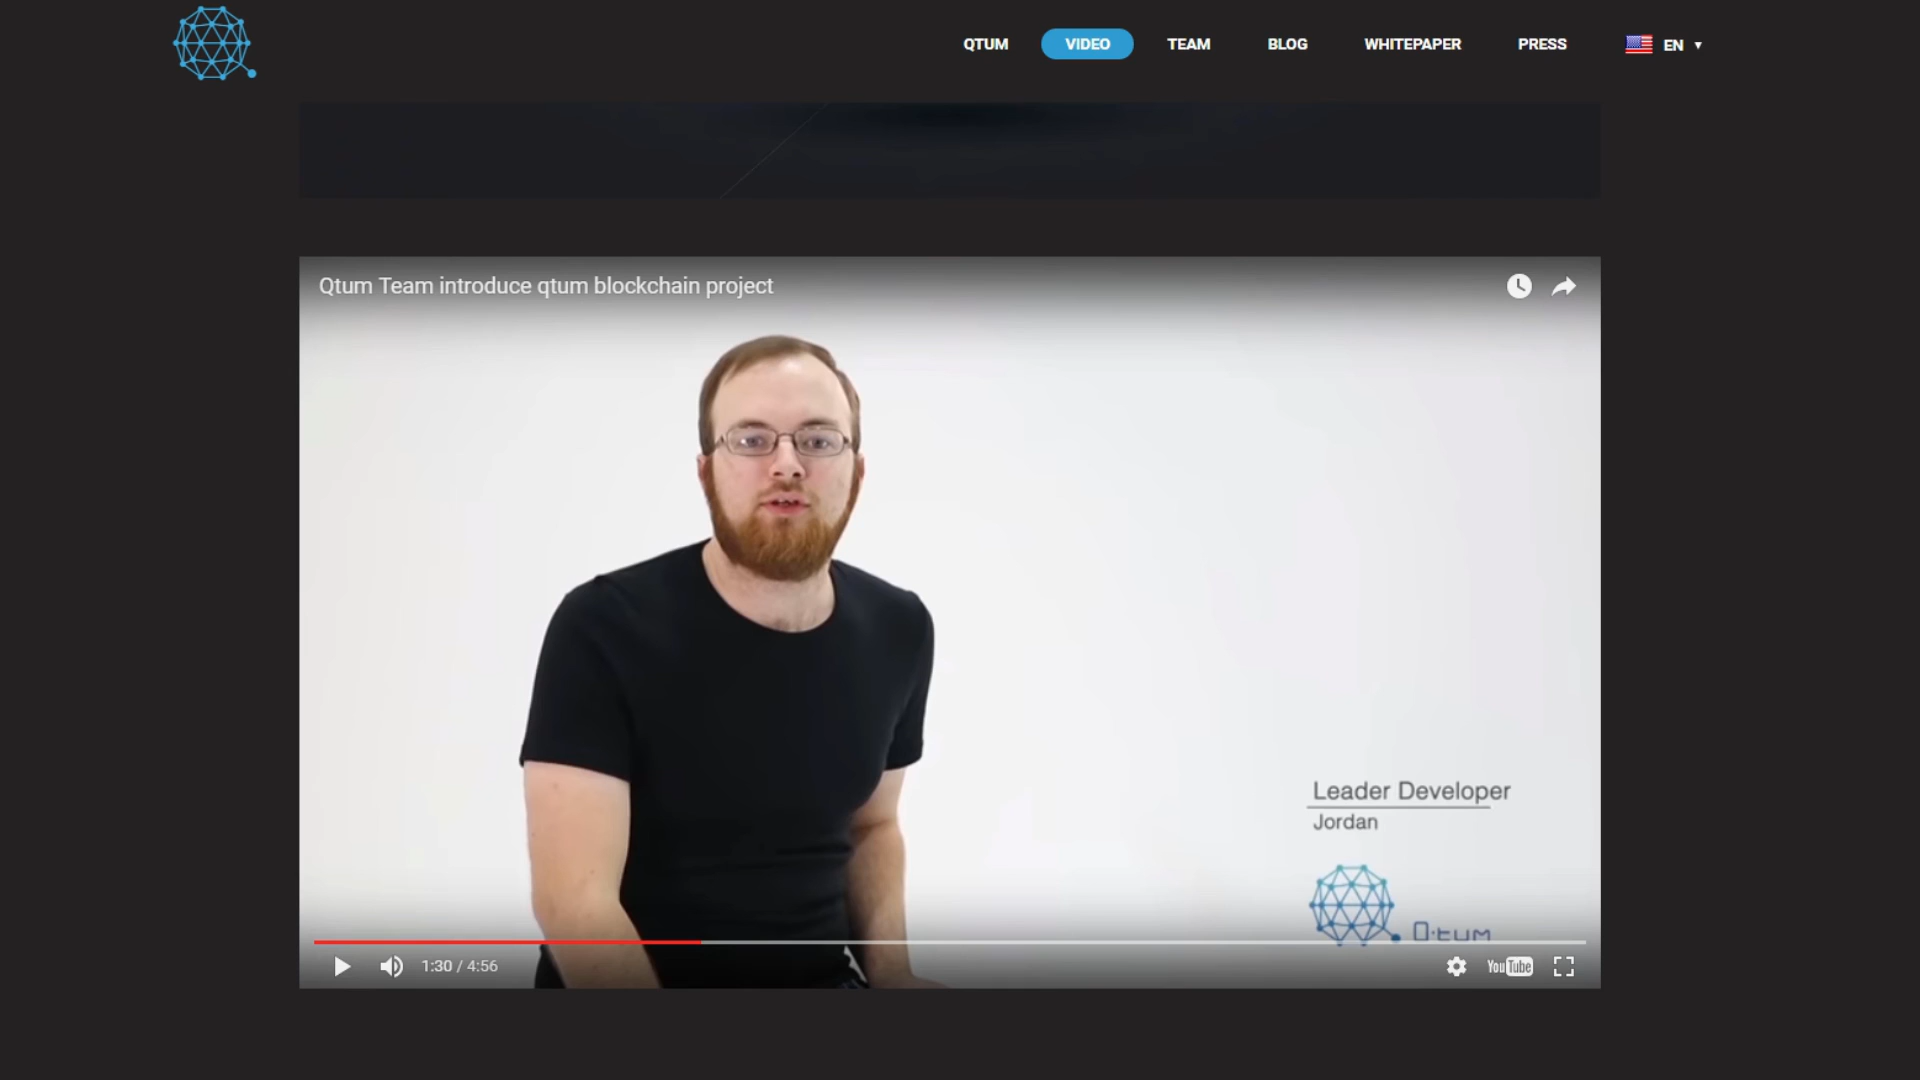 QTUM VIDEO TEAM BLOG WHITEPAPER PRESS EN ▼
Qtum Team introduce qtum blockchain project
Leader Developer
Jordan
Qtum
1:30 / 4:56 YouTube